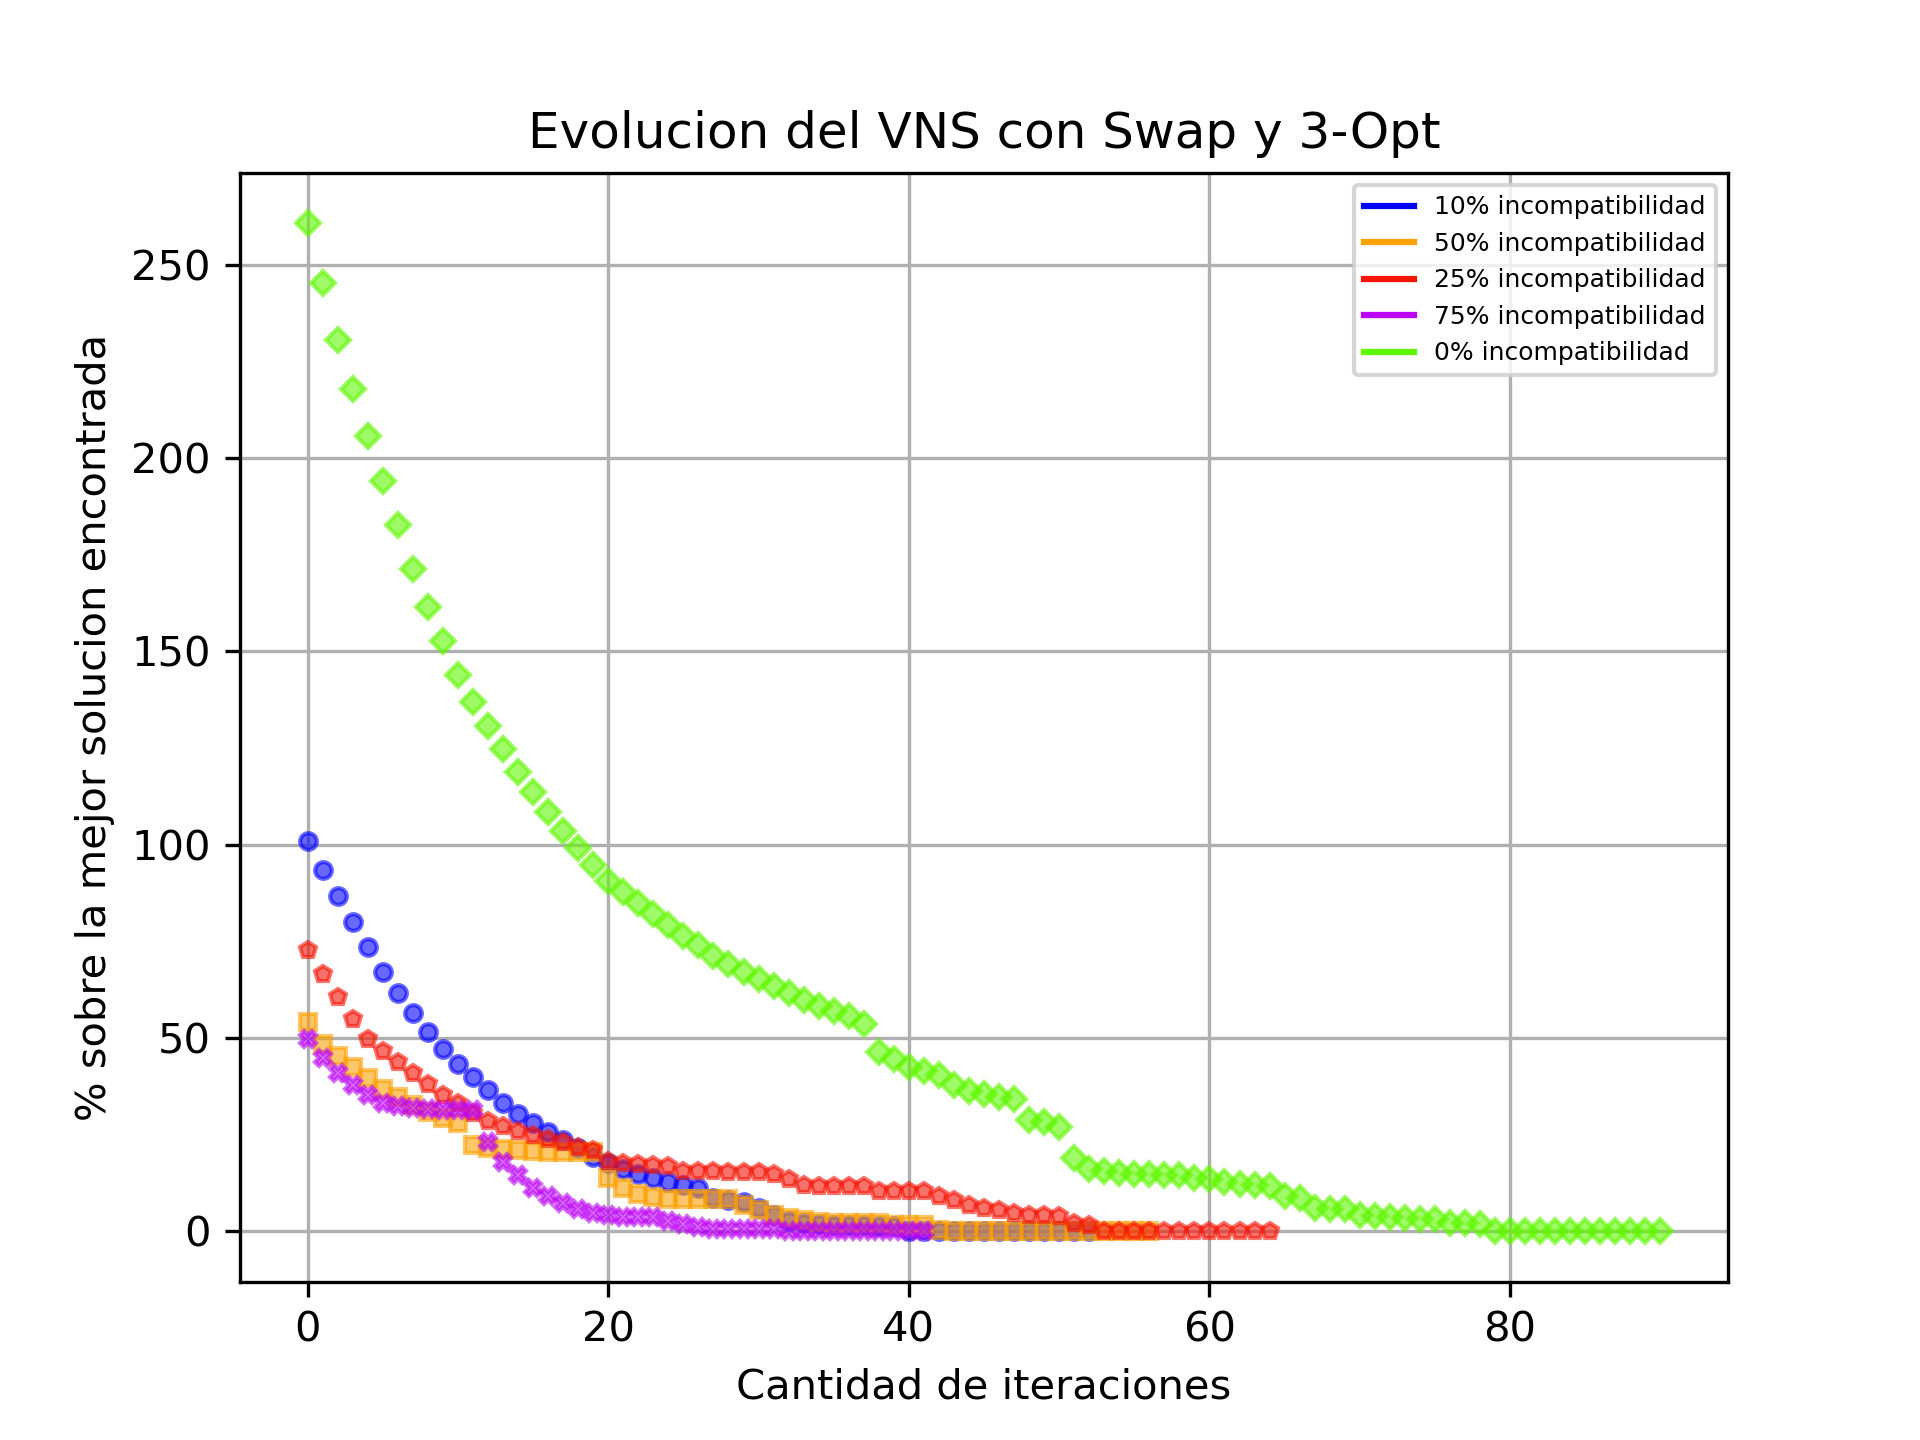 Evolucion del VNS con Swap y 3-Opt
10% incompatibilidad
50% incompatibilidad
25% incompatibilidad
75% incompatibilidad
0% incompatibilidad
% sobre la mejor solucion encontrada
250
200
150
100
50
0
0 20 40 60 80
Cantidad de iteraciones